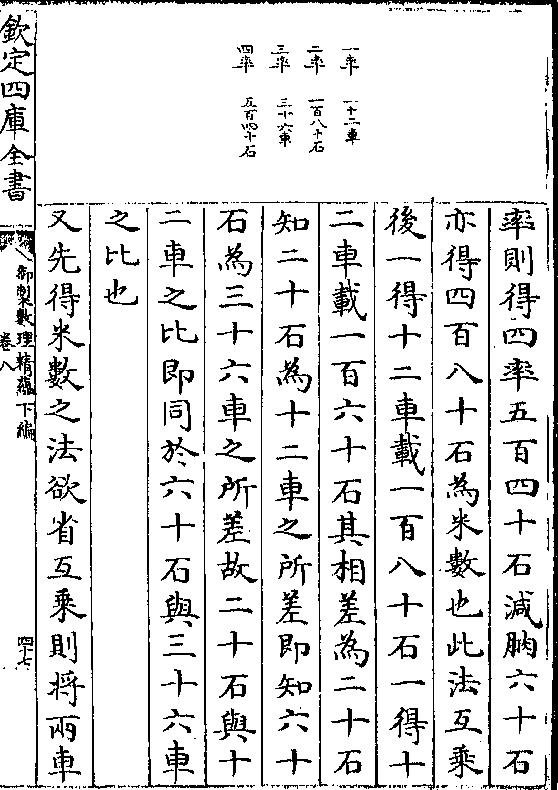 一率　一十二車
二率　一百八十石
三率　三十六車
四率　五百四十石
率則得四率五百四十石減朒六十石
亦得四百八十石為米數也此法互乘
後一得十二車載一百八十石一得十
二車載一百六十石其相差為二十石
知二十石為十二車之所差即知六十
石為三十六車之所差故二十石與十
二車之比即同於六十石與三十六車
之比也
又先得米數之法欲省互乘則將兩車
欽定四庫全書
御製數理精蘊下編
卷八
四十七